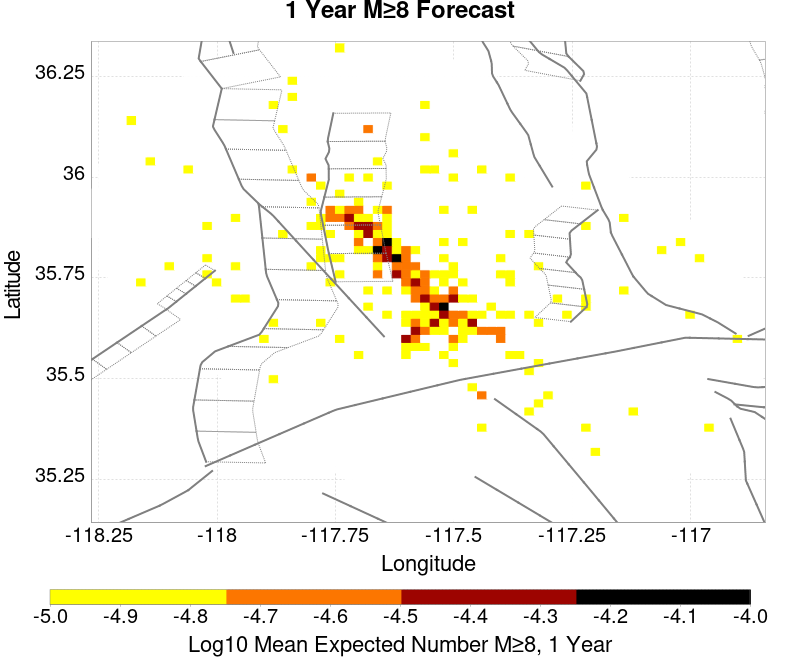 1 Year M≥8 Forecast
36.25
36
35.75
35.5
35.25
Latitude
-118.25 -118 -117.75 -117.5 -117.25 -117
Longitude
-5.0 -4.9 -4.8 -4.7 -4.6 -4.5 -4.4 -4.3 -4.2 -4.1 -4.0
Log10 Mean Expected Number M≥8, 1 Year